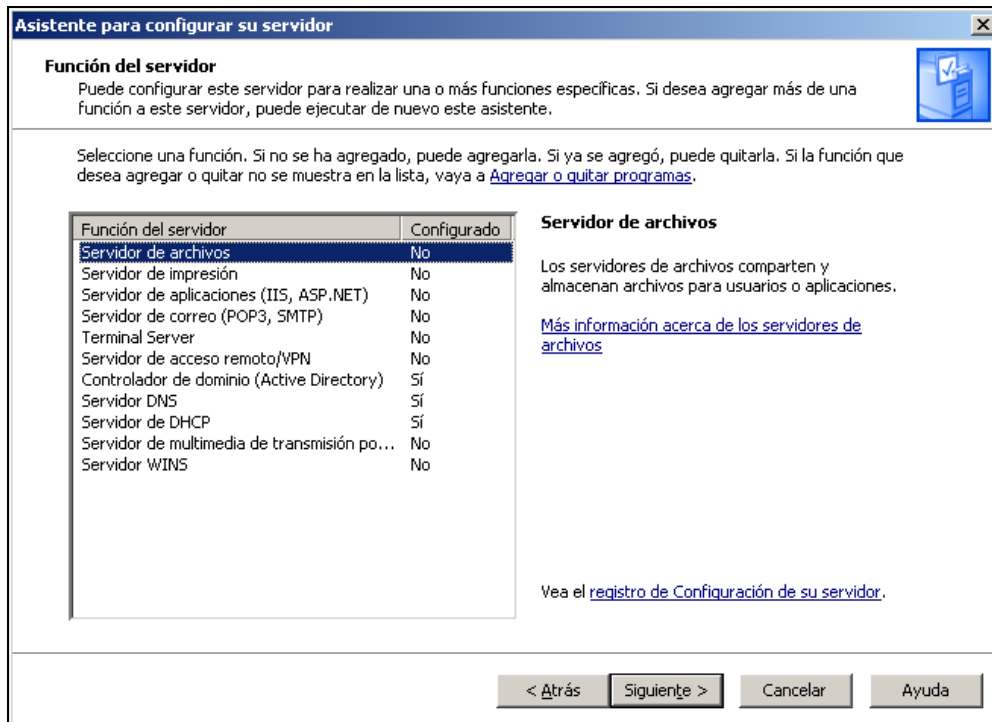 Asistente para configurar su servidor
Función del servidor
Puede configurar este servidor para realizar una o más funciones específicas. Si desea agregar más de una
función a este servidor, puede ejecutar de nuevo este asistente.
Seleccione una función. Si no se ha agregado, puede agregarla. Si ya se agregó, puede quitarla. Si la función que
desea agregar o quitar no se muestra en la lista, vaya a Agregar o quitar programas.
Función del servidor Configurado
Servidor de archivos No
Servidor de impresión No
Servidor de aplicaciones (IIS, ASP.NET) No
Servidor de correo (POP3, SMTP) No
Terminal Server No
Servidor de acceso remoto/VPN No
Controlador de dominio (Active Directory) Sí
Servidor DNS Sí
Servidor de DHCP Sí
Servidor de multimedia de transmisión po... No
Servidor WINS No
Servidor de archivos
Los servidores de archivos comparten y
almacenan archivos para usuarios o aplicaciones.
Más información acerca de los servidores de
archivos
Vea el registro de Configuración de su servidor.
< Atrás Siguiente > Cancelar Ayuda